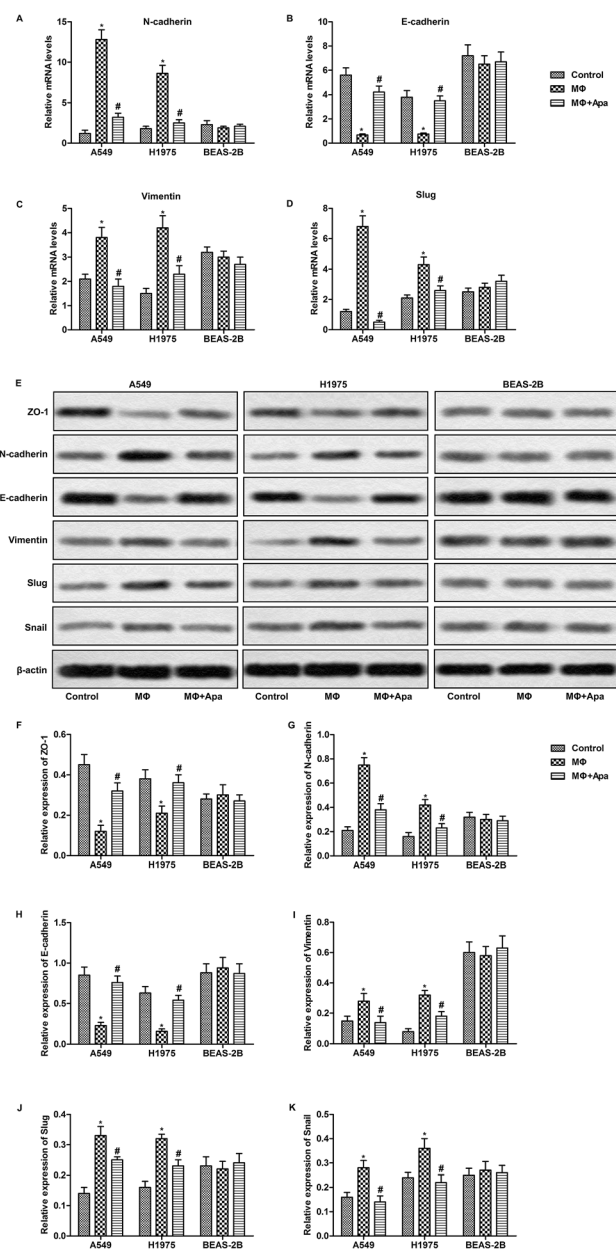 A
N-cadherin
Relative mRNA levels
15
10
5
0
*
#
*
#
A549 H1975 BEAS-2B
B
E-cadherin
Relative mRNA levels
10
8
6
4
2
0
*
#
*
#
A549 H1975 BEAS-2B
Control
MΦ
MΦ+Apa
C
Vimentin
Relative mRNA levels
5
4
3
2
1
0
*
#
*
#
A549 H1975 BEAS-2B
D
Slug
Relative mRNA levels
8
6
4
2
0
*
#
*
#
A549 H1975 BEAS-2B
E
A549 H1975 BEAS-2B
ZO-1
N-cadherin
E-cadherin
Vimentin
Slug
Snail
β-actin
Control MΦ MΦ+Apa Control MΦ MΦ+Apa Control MΦ MΦ+Apa
F
Relative expression of ZO-1
0.6
0.4
0.2
0.0
*
#
*
#
A549 H1975 BEAS-2B
G
Relative expression of N-cadherin
1.0
0.8
0.6
0.4
0.2
0.0
*
#
*
#
A549 H1975 BEAS-2B
Control
MΦ
MΦ+Apa
H
Relative expression of E-cadherin
1.5
1.0
0.5
0.0
*
#
*
#
A549 H1975 BEAS-2B
I
Relative expression of Vimentin
0.8
0.6
0.4
0.2
0.0
*
#
*
#
A549 H1975 BEAS-2B
J
Relative expression of Slug
0.4
0.3
0.2
0.1
0.0
*
#
*
#
A549 H1975 BEAS-2B
K
Relative expression of Snail
0.5
0.4
0.3
0.2
0.1
0.0
*
#
*
#
A549 H1975 BEAS-2B